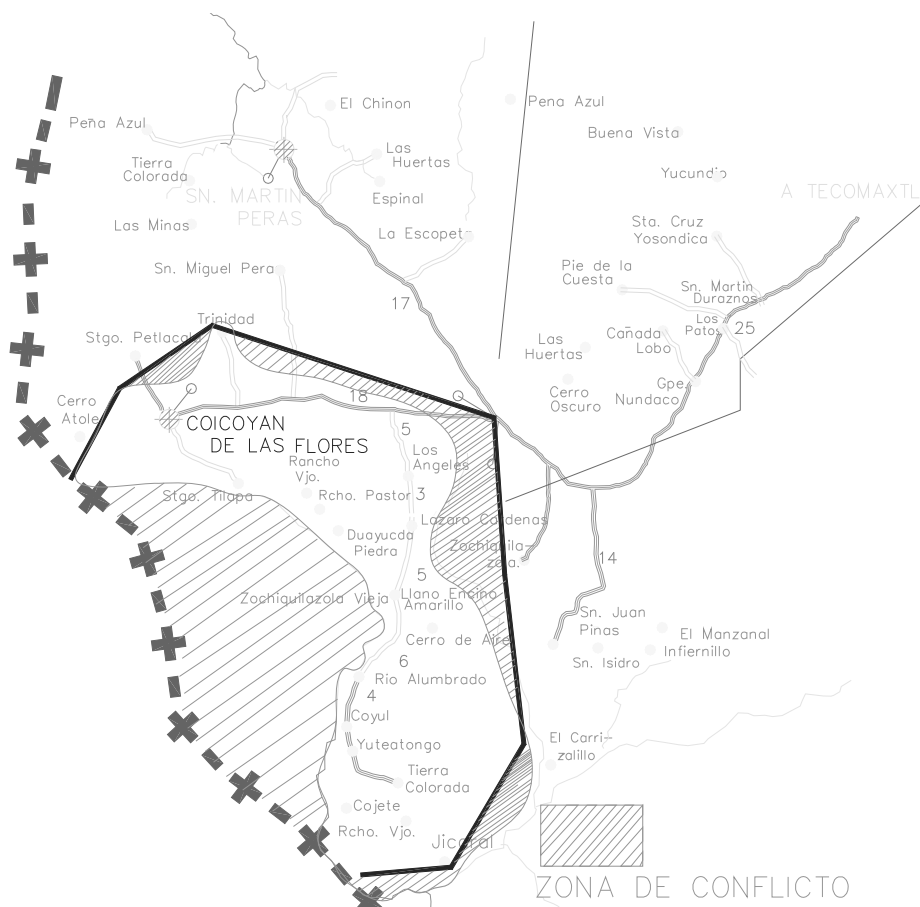 El Chinon
Pena Azul
Peña Azul
Buena Vista
Las
Huertas
Tierra
Colorada
Yucundio
SN. MARTIN
PERAS
Espinal
A TECOMAXTL
Las Minas
La Escopeta
Sta. Cruz
Yosondica
Sn. Miguel Pera
Pie de la
Cuesta
Sn. Martin
Duraznos
17
Trinidad
Los
Patos
25
Stgo. Petlacala
Las
Huertas
Cañada
Lobo
Cerro
Atole
18
Cerro
Oscuro
Gpe.
Nundaco
COICOYAN
DE LAS FLORES
5
Los
Angeles
Rancho
Vjo.
Stgo. Tilapa
Rcho. Pastor
3
Lazaro Cardenas
Duayucda
Piedra
Zochiquila-
zala.
14
5
Zochiquilazola Vieja
Llano Encino
Amarillo
Sn. Juan
Pinas
Cerro de Aire
El Manzanal
Infiernillo
6
Sn. Isidro
Rio Alumbrado
4
Coyul
Yuteatongo
El Carri-
zalillo
Tierra
Colorada
Cojete
Rcho. Vjo.
Jicaral
ZONA DE CONFLICTO